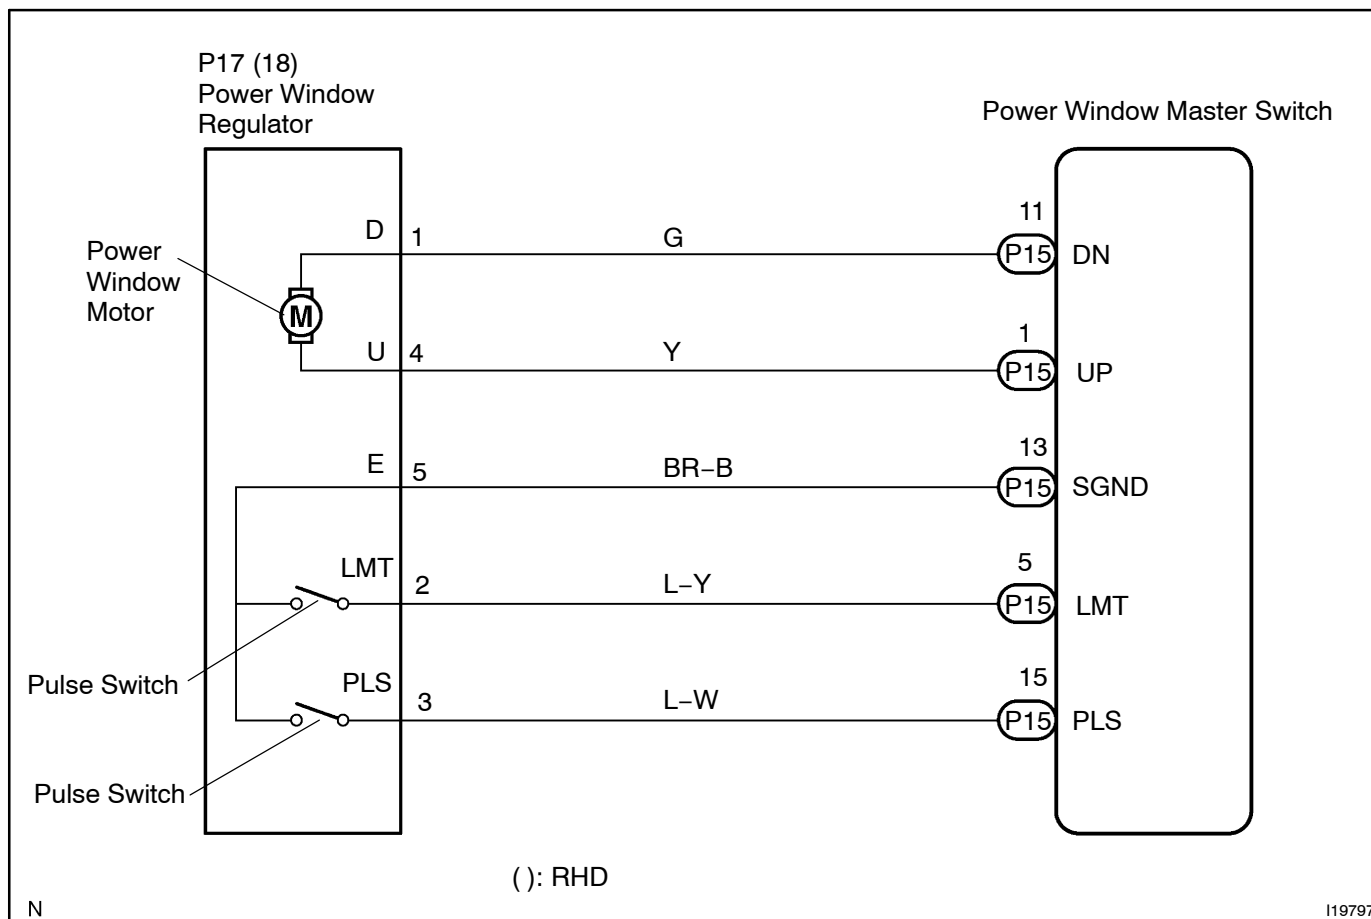 P17 (18)
Power Window
Regulator
Power Window Master Switch
Power
Window
Motor
M
D 1 G 11 P15 DN
U 4 Y 1 P15 UP
E 5 BR–B 13 P15 SGND
LMT 2 L–Y 5 P15 LMT
Pulse Switch
PLS 3 L–W 15 P15 PLS
Pulse Switch
( ): RHD
N
I19797